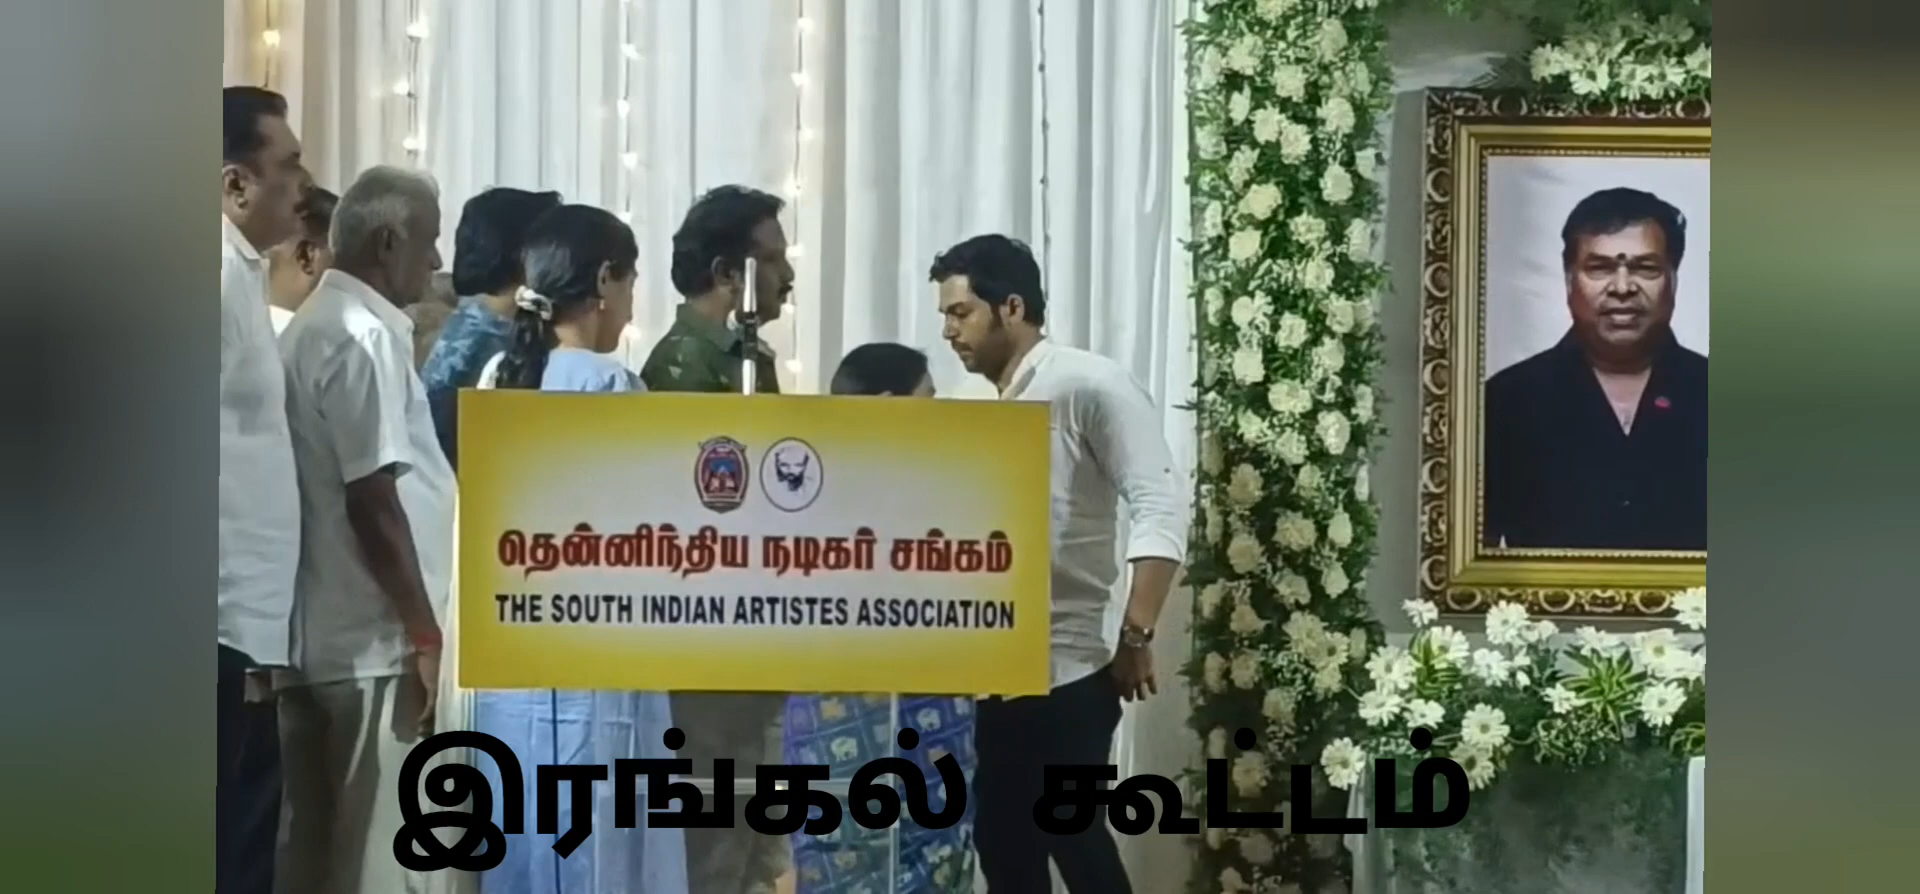 தென்னிந்திய நடிகர் சங்கம்
THE SOUTH INDIAN ARTISTES ASSOCIATION
இரங்கல் கூட்டம்